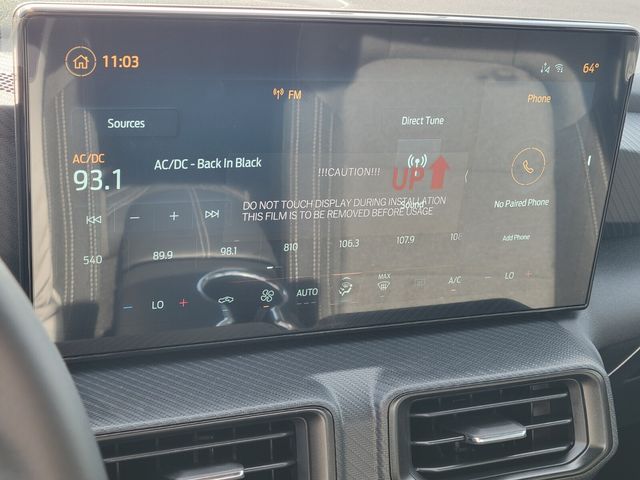 11:03
64°
FM
Phone
Sources
Direct Tune
AC/DC
93.1
AC/DC - Back In Black
!!!CAUTION!!!
UP
DO NOT TOUCH DISPLAY DURING INSTALLATION
THIS FILM IS TO BE REMOVED BEFORE USAGE
Sound
No Paired Phone
Add Phone
540
89.9
98.1
810
106.3
107.9
106
− LO +
AUTO
MAX
A/C
− LO +